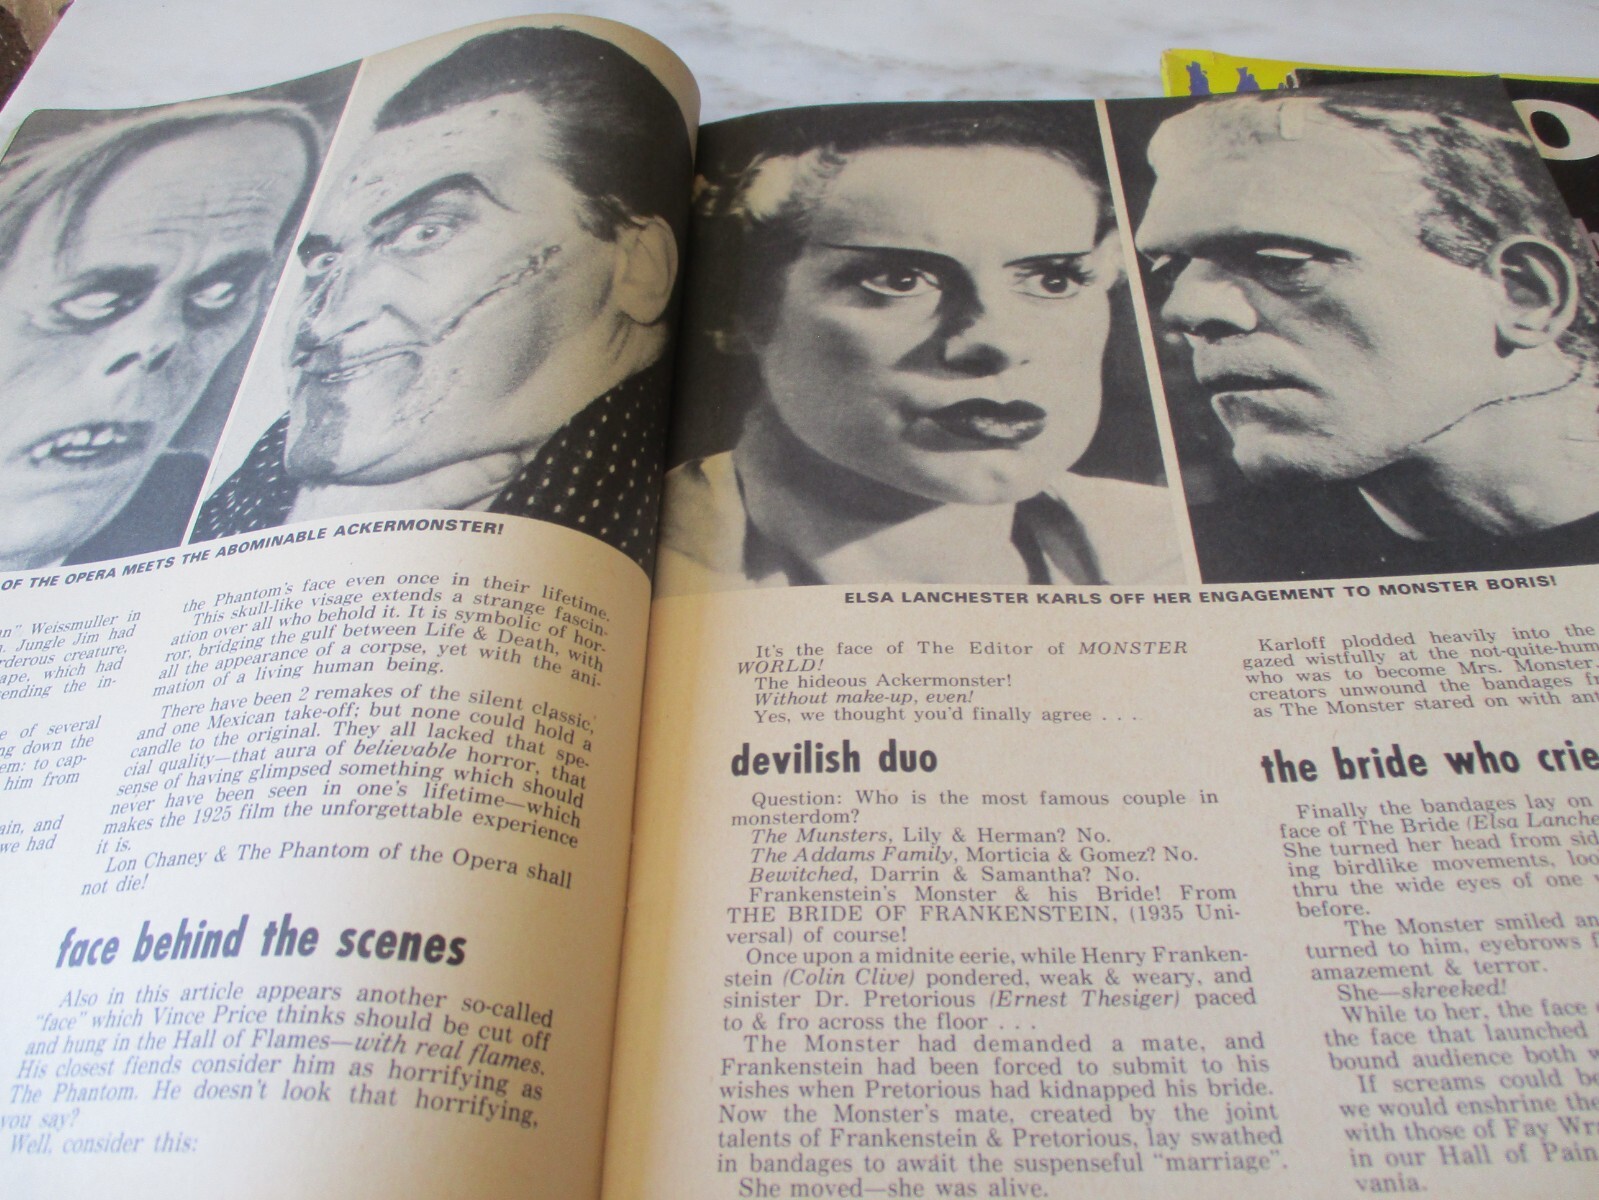 OF THE OPERA MEETS THE ABOMINABLE ACKERMONSTER!
Weissmuller in
Jungle Jim had
creature,
ape, which had
the in-
of several
down the
to cap-
him from
and
we had
the Phantom's face even once in their lifetime.
This skull-like visage extends a strange fascin-
ation over all who behold it. It is symbolic of hor-
ror, bridging the gulf between Life & Death, with
all the appearance of a corpse, yet with the ani-
mation of a living human being.
There have been 2 remakes of the silent classic,
and one Mexican take-off; but none could hold a
candle to the original. They all lacked that spe-
cial quality—that aura of believable horror, that
sense of having glimpsed something which should
never have been seen in one's lifetime—which
makes the 1925 film the unforgettable experience
it is.
Lon Chaney & The Phantom of the Opera shall
not die!
face behind the scenes
Also in this article appears another so-called
"face" which Vince Price thinks should be cut off
and hung in the Hall of Flames—with real flames.
His closest fiends consider him as horrifying as
The Phantom. He doesn't look that horrifying,
you say?
Well, consider this:
ELSA LANCHESTER KARLS OFF HER ENGAGEMENT TO MONSTER BORIS!
It's the face of The Editor of MONSTER
WORLD!
The hideous Ackermonster!
Without make-up, even!
Yes, we thought you'd finally agree . . .
devilish duo
Question: Who is the most famous couple in
monsterdom?
The Munsters, Lily & Herman? No.
The Addams Family, Morticia & Gomez? No.
Bewitched, Darrin & Samantha? No.
Frankenstein's Monster & his Bride! From
THE BRIDE OF FRANKENSTEIN, (1935 Uni-
versal) of course!
Once upon a midnite eerie, while Henry Franken-
stein (Colin Clive) pondered, weak & weary, and
sinister Dr. Pretorious (Ernest Thesiger) paced
to & fro across the floor . . .
The Monster had demanded a mate, and
Frankenstein had been forced to submit to his
wishes when Pretorious had kidnapped his bride.
Now the Monster's mate, created by the joint
talents of Frankenstein & Pretorious, lay swathed
in bandages to await the suspenseful "marriage".
She moved—she was alive.
Karloff plodded heavily into the
gazed wistfully at the not-quite-hum
who was to become Mrs. Monster.
creators unwound the bandages
as The Monster stared on with
the bride who crie
Finally the bandages lay on
face of The Bride (Elsa Lanche
She turned her head from
ing birdlike movements,
thru the wide eyes of one
before.
The Monster smiled
turned to him, eyebrows
amazement & terror.
She—skreeked!
While to her, the face
the face that launched
bound audience both
If screams could
we would enshrine
with those of Fay
in our Hall of Pain
vania.